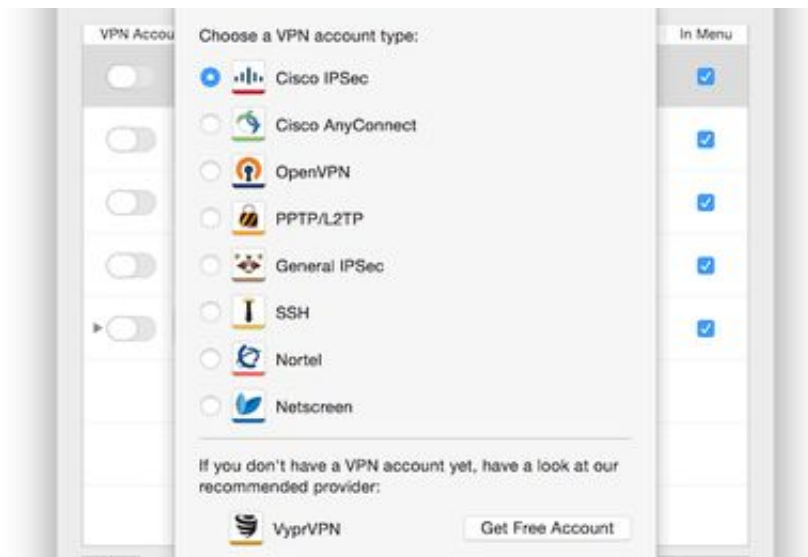 VPN Accou
Choose a VPN account type:
In Menu
Cisco IPSec
Cisco AnyConnect
OpenVPN
PPTP/L2TP
General IPSec
SSH
Nortel
Netscreen
If you don't have a VPN account yet, have a look at our
recommended provider:
VyprVPN
Get Free Account